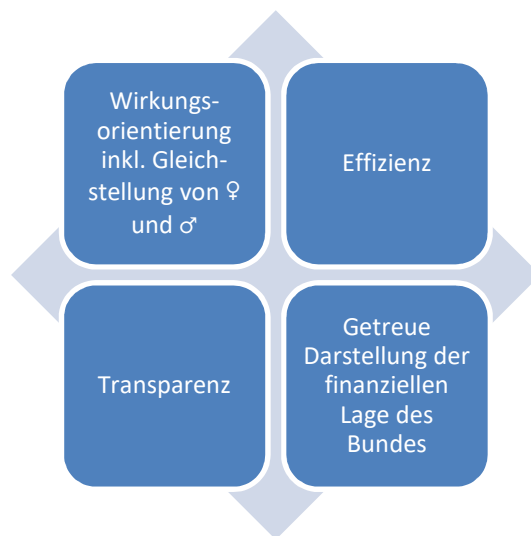 Wirkungs-
orientierung
inkl. Gleich-
stellung von ♀
und ♂
Effizienz
Transparenz
Getreue
Darstellung der
finanziellen
Lage des
Bundes